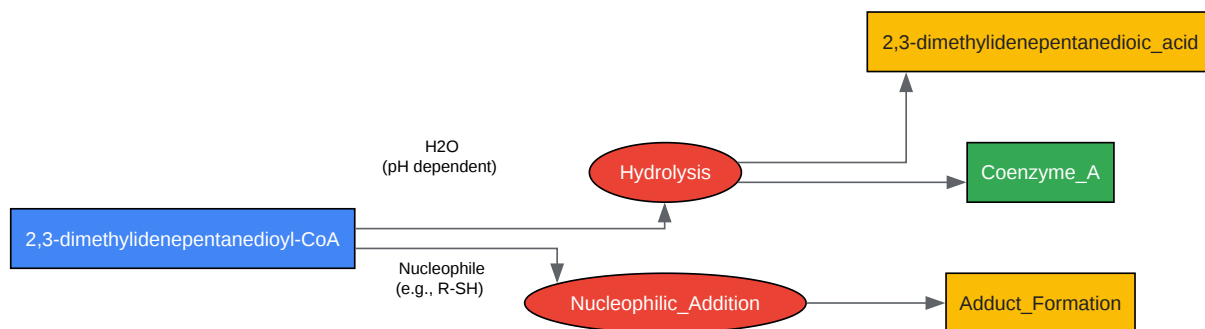 2,3-dimethylidenepentanedioic_acid
H2O
(pH dependent)
Hydrolysis
Coenzyme_A
2,3-dimethylidenepentanedioyl-CoA
Nucleophile
(e.g., R-SH)
Nucleophilic_Addition
Adduct_Formation